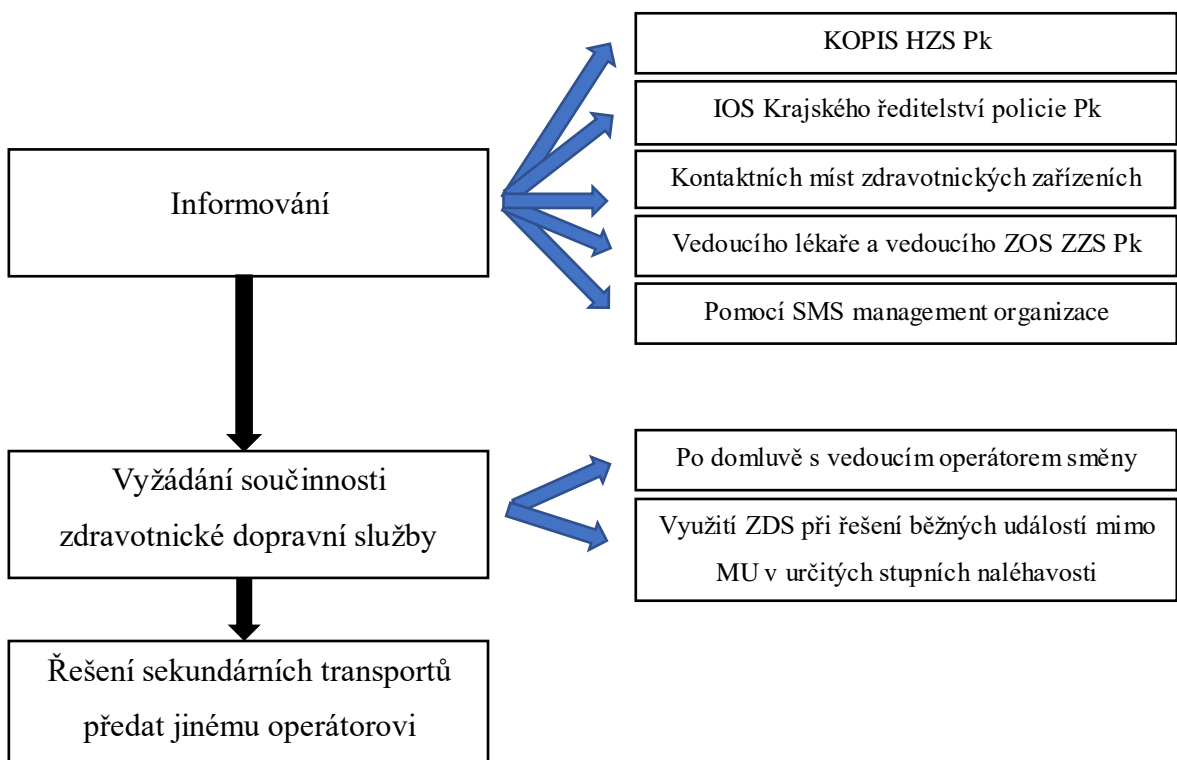 KOPIS HZS Pk
IOS Krajského ředitelství policie Pk
Informování
Kontaktních míst zdravotnických zařízeních
Vedoucího lékaře a vedoucího ZOS ZZS Pk
Pomocí SMS management organizace
Vyžádání součinnosti
zdravotnické dopravní služby
Po domluvě s vedoucím operátorem směny
Využití ZDS při řešení běžných událostí mimo
MU v určitých stupních naléhavosti
Řešení sekundárních transportů
předat jinému operátorovi